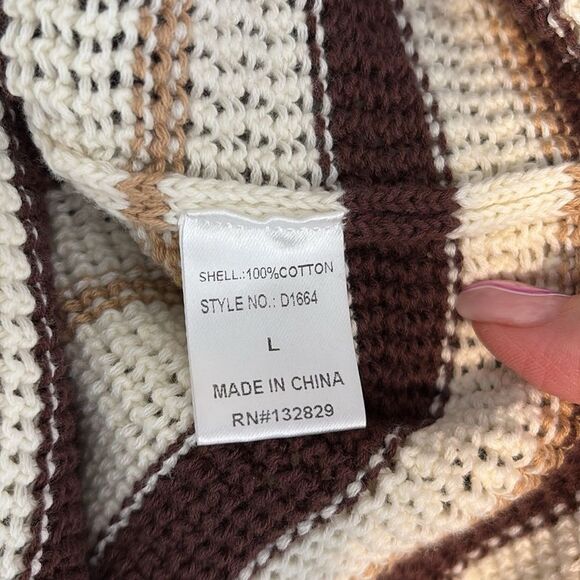 SHELL.:100%COTTON
STYLE NO.: D1664
L
MADE IN CHINA
RN#132829